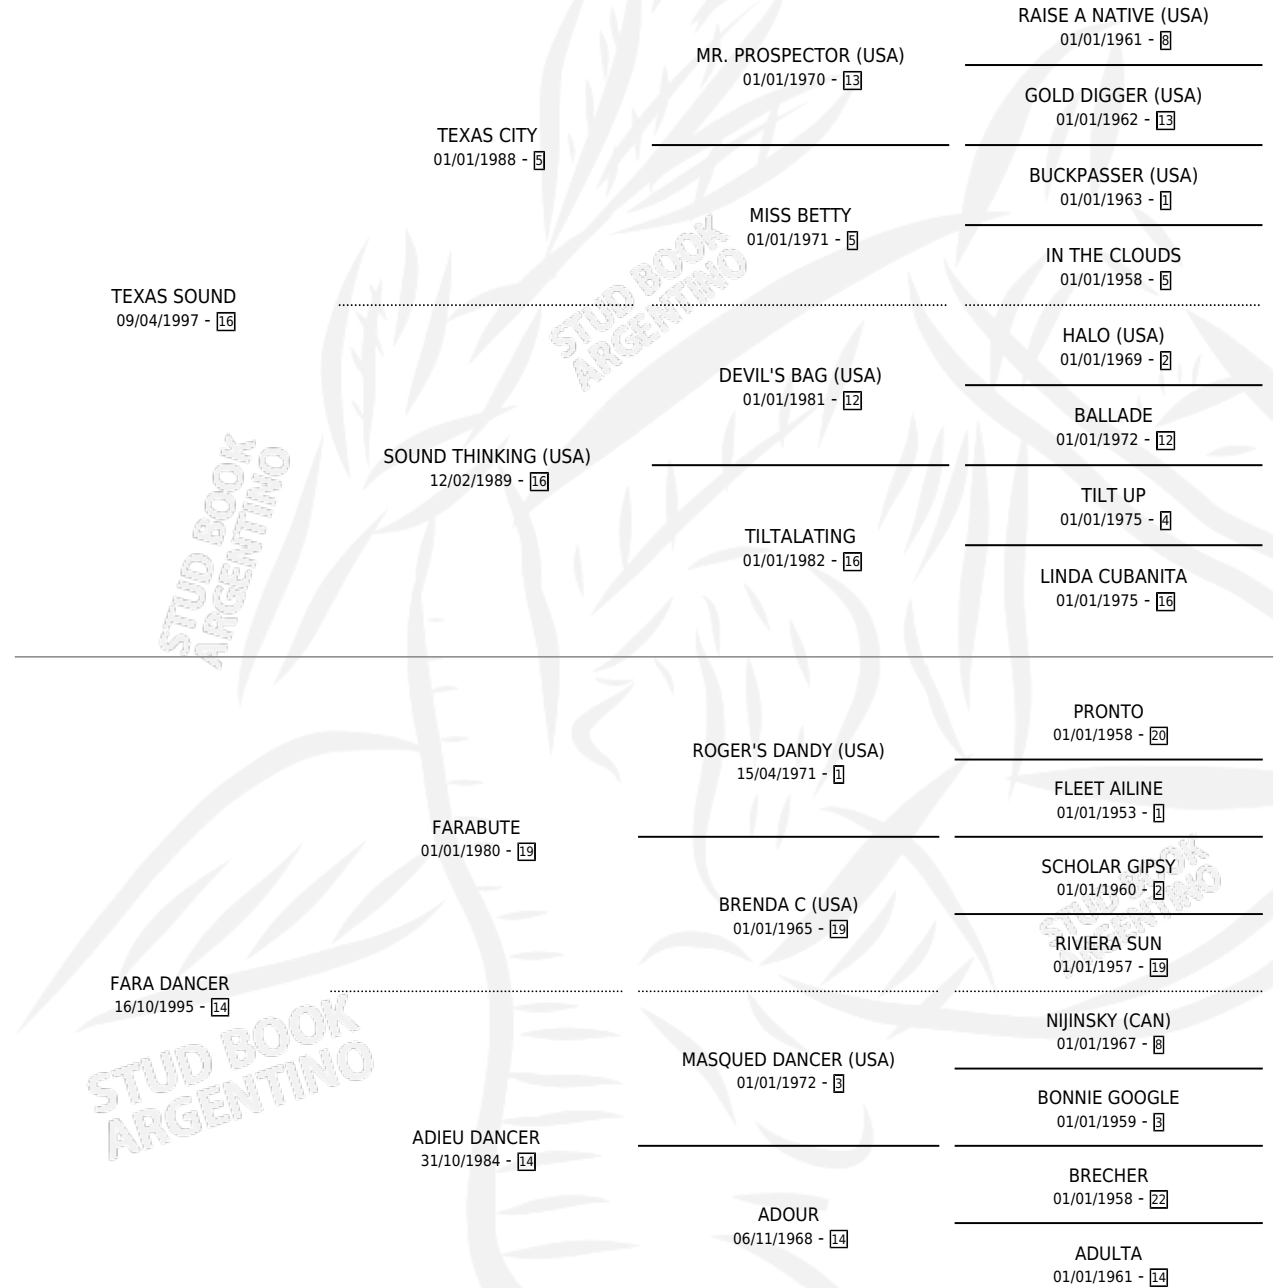 RAISE A NATIVE (USA)
01/01/1961 - 8
MR. PROSPECTOR (USA)
01/01/1970 - 13
GOLD DIGGER (USA)
01/01/1962 - 13
TEXAS CITY
01/01/1988 - 5
BUCKPASSER (USA)
01/01/1963 - 1
MISS BETTY
01/01/1971 - 5
IN THE CLOUDS
01/01/1958 - 5
TEXAS SOUND
09/04/1997 - 16
STUD BOOK
ARGENTINO
HALO (USA)
01/01/1969 - 2
DEVIL'S BAG (USA)
01/01/1981 - 12
BALLADE
01/01/1972 - 12
SOUND THINKING (USA)
12/02/1989 - 16
TILT UP
01/01/1975 - 4
TILTALATING
01/01/1982 - 16
LINDA CUBANITA
01/01/1975 - 16
STUD BOOK
ARGENTINO
PRONTO
01/01/1958 - 20
ROGER'S DANDY (USA)
15/04/1971 - 1
FLEET AILINE
01/01/1953 - 1
FARABUTE
01/01/1980 - 19
SCHOLAR GIPSY
01/01/1960 - 2
BRENDA C (USA)
01/01/1965 - 19
STUD BOOK
ARGENTINO
RIVIERA SUN
01/01/1957 - 19
FARA DANCER
16/10/1995 - 14
NIJINSKY (CAN)
01/01/1967 - 8
MASQUED DANCER (USA)
01/01/1972 - 3
STUD BOOK
ARGENTINO
BONNIE GOOGLE
01/01/1959 - 3
ADIEU DANCER
31/10/1984 - 14
BRECHER
01/01/1958 - 22
ADOUR
06/11/1968 - 14
ADULTA
01/01/1961 - 14